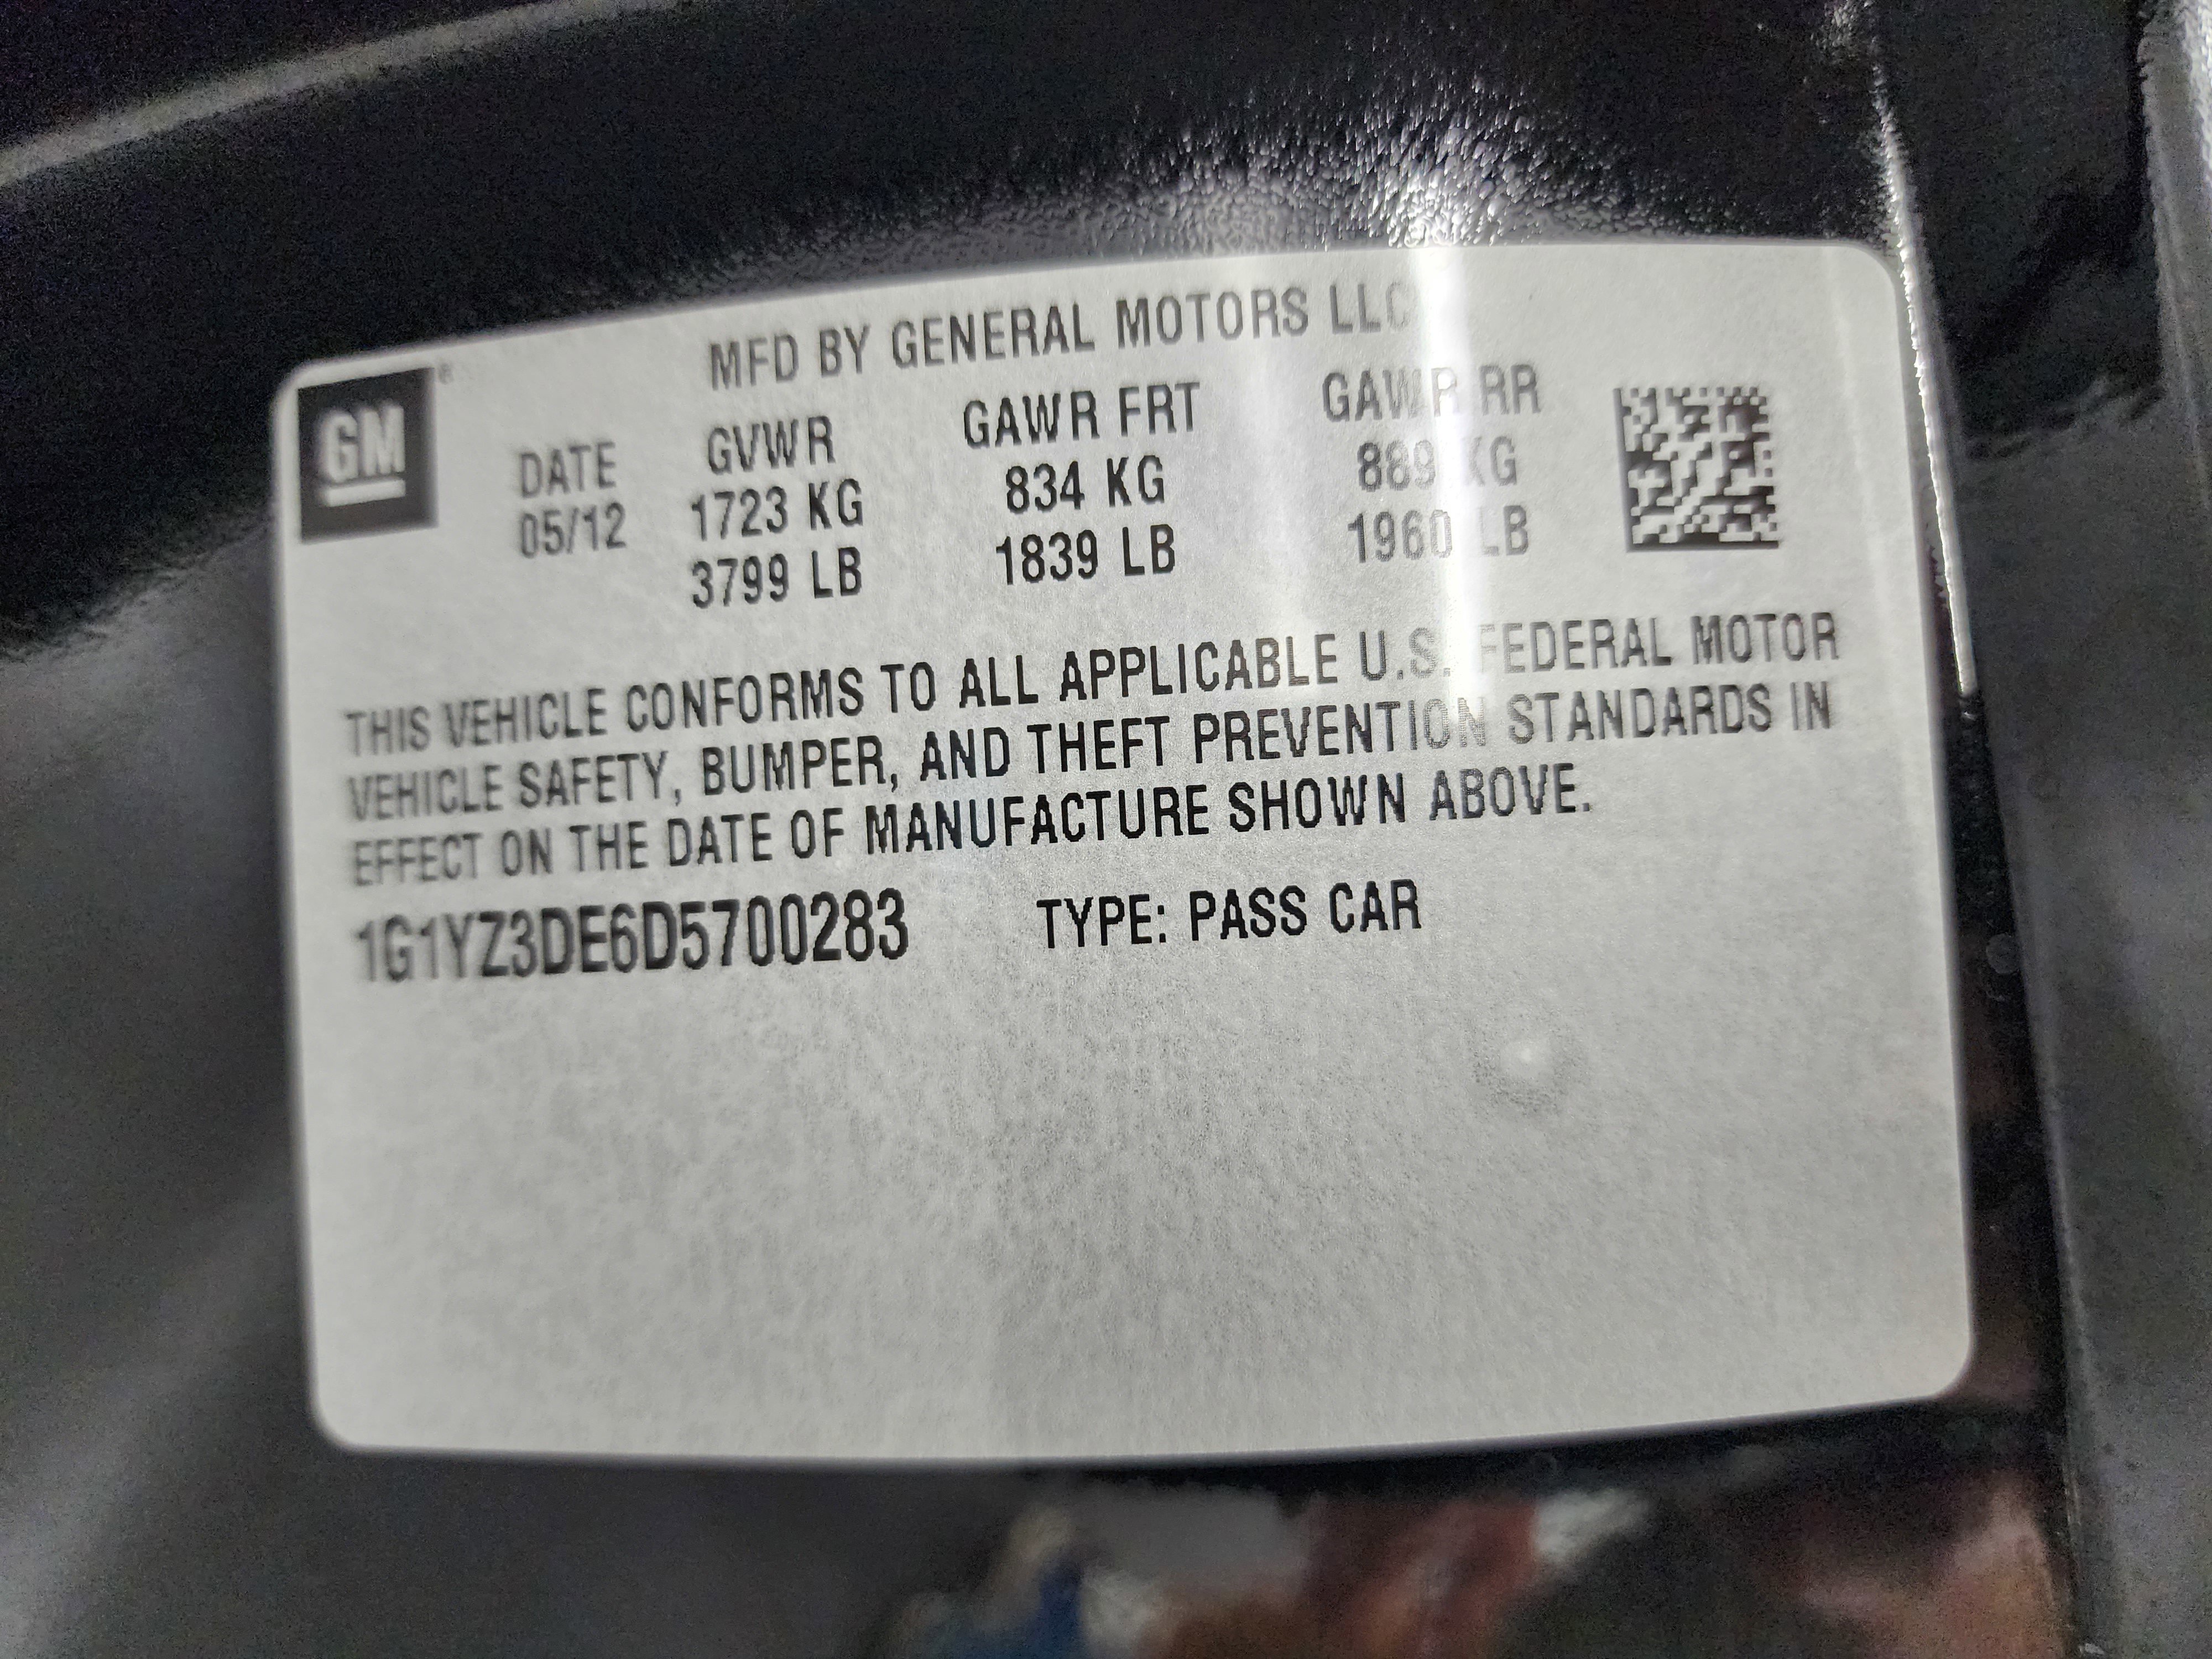 MFD BY GENERAL MOTORS LLC
GM ®
DATE GVWR GAWR FRT GAWR RR
05/12 1723 KG 834 KG 889 KG
3799 LB 1839 LB 1960 LB
THIS VEHICLE CONFORMS TO ALL APPLICABLE U.S. FEDERAL MOTOR
VEHICLE SAFETY, BUMPER, AND THEFT PREVENTION STANDARDS IN
EFFECT ON THE DATE OF MANUFACTURE SHOWN ABOVE.
1G1YZ3DE6D5700283 TYPE: PASS CAR